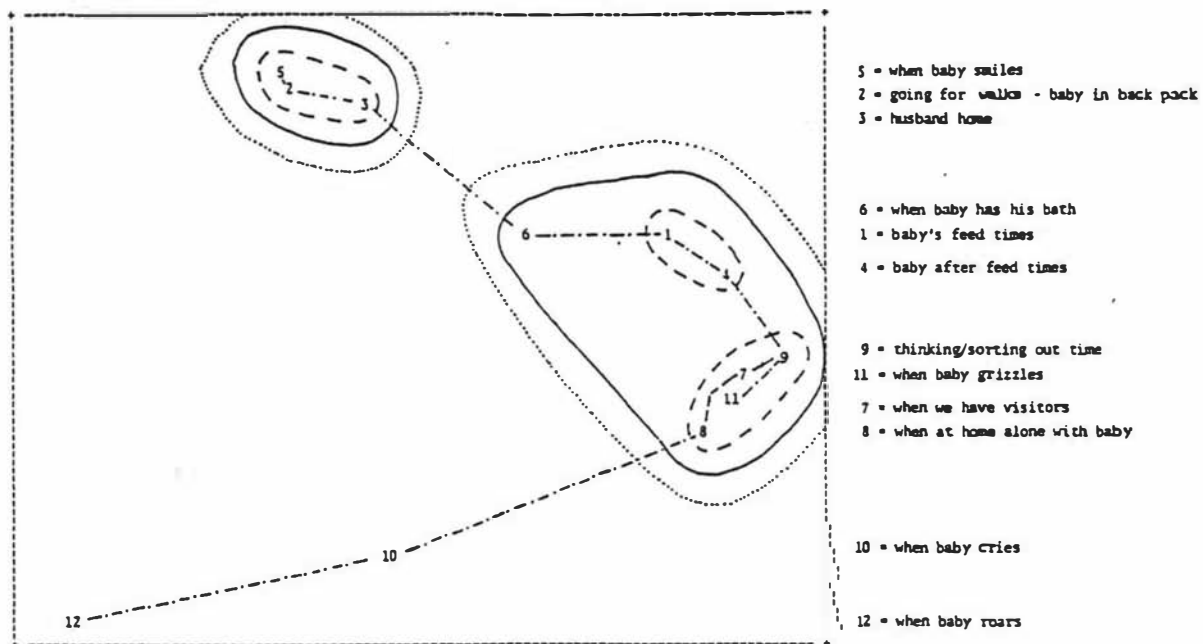 5 = when baby smiles
2 = going for walks - baby in back pack
3 = husband home
6 = when baby has his bath
1 = baby's feed times
4 = baby after feed times
9 = thinking/sorting out time
11 = when baby grizzles
7 = when we have visitors
8 = when at home alone with baby
10 = when baby cries
12 = when baby roars
5
2
3
6
1
4
9
7
11
8
10
12